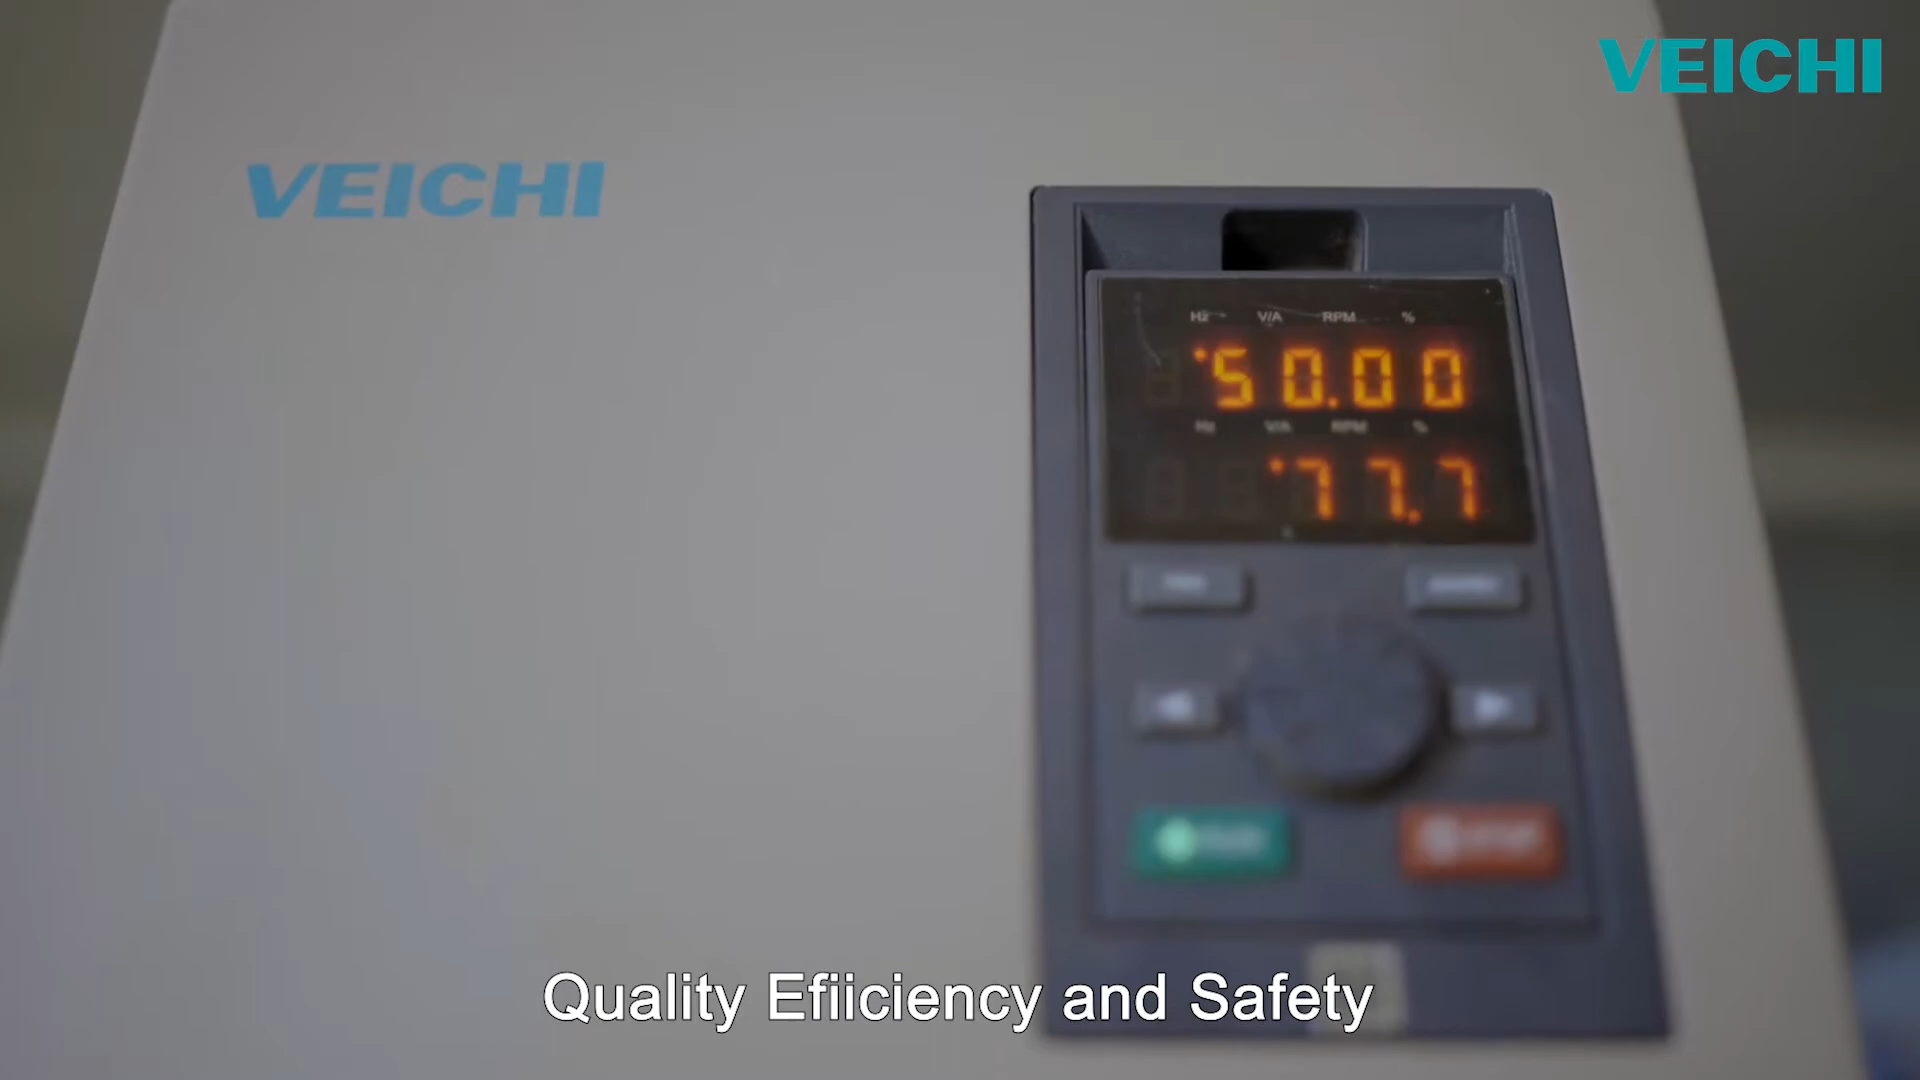 VEICHI
VEICHI
Hz V/A RPM %
50.00
Hz V/A RPM %
77.7
Quality Efiiciency and Safety